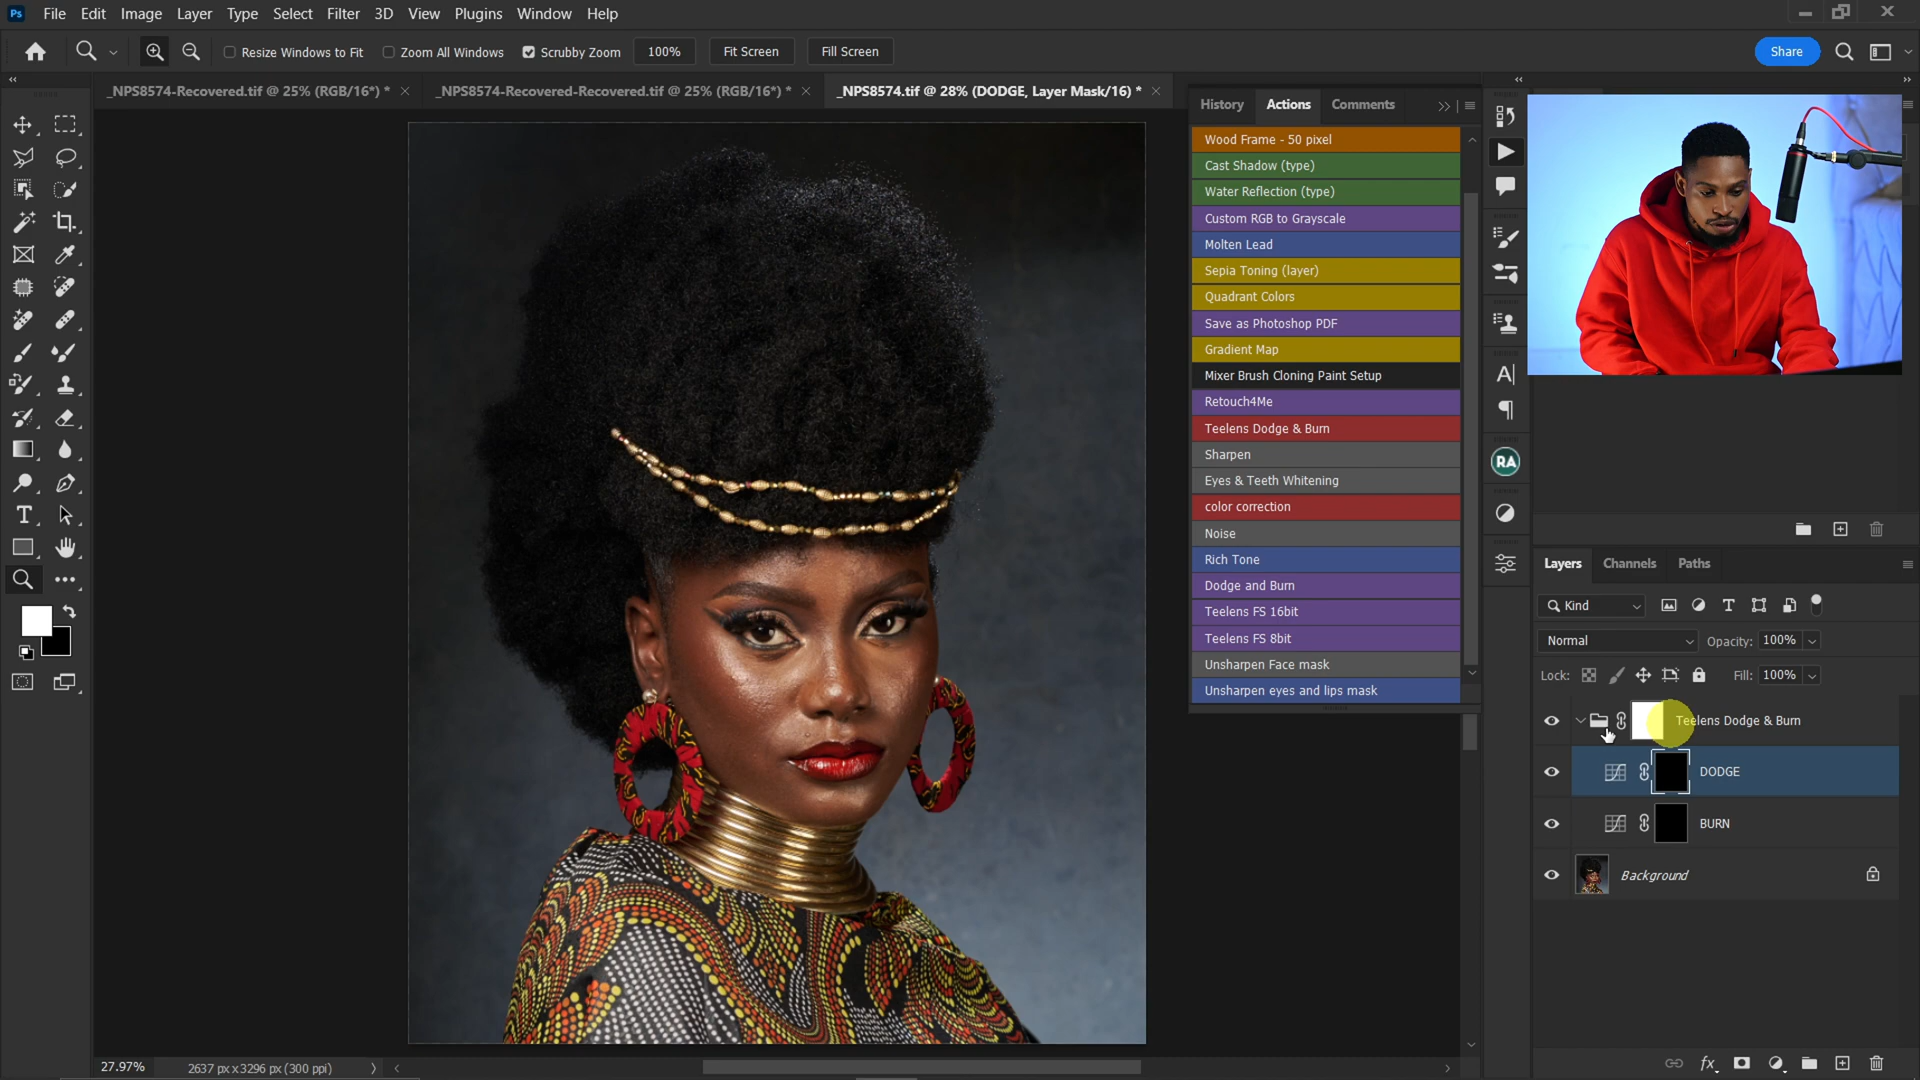 Ps File Edit Image Layer Type Select Filter 3D View Plugins Window Help
Resize Windows to Fit Zoom All Windows Scrubby Zoom 100% Fit Screen Fill Screen Share
_NPS8574-Recovered.tif @ 25% (RGB/16*) * _NPS8574-Recovered-Recovered.tif @ 25% (RGB/16*) * _NPS8574.tif @ 28% (DODGE, Layer Mask/16) *
History Actions Comments
Wood Frame - 50 pixel
Cast Shadow (type)
Water Reflection (type)
Custom RGB to Grayscale
Molten Lead
Sepia Toning (layer)
Quadrant Colors
Save as Photoshop PDF
Gradient Map
Mixer Brush Cloning Paint Setup
Retouch4Me
Teelens Dodge & Burn
Sharpen
Eyes & Teeth Whitening
color correction
Noise
Rich Tone
Dodge and Burn
Teelens FS 16bit
Teelens FS 8bit
Unsharpen Face mask
Unsharpen eyes and lips mask
RA
Layers Channels Paths
Kind
Normal Opacity: 100%
Lock: Fill: 100%
Teelens Dodge & Burn
DODGE
BURN
Background
fx
27.97% 2637 px x 3296 px (300 ppi)